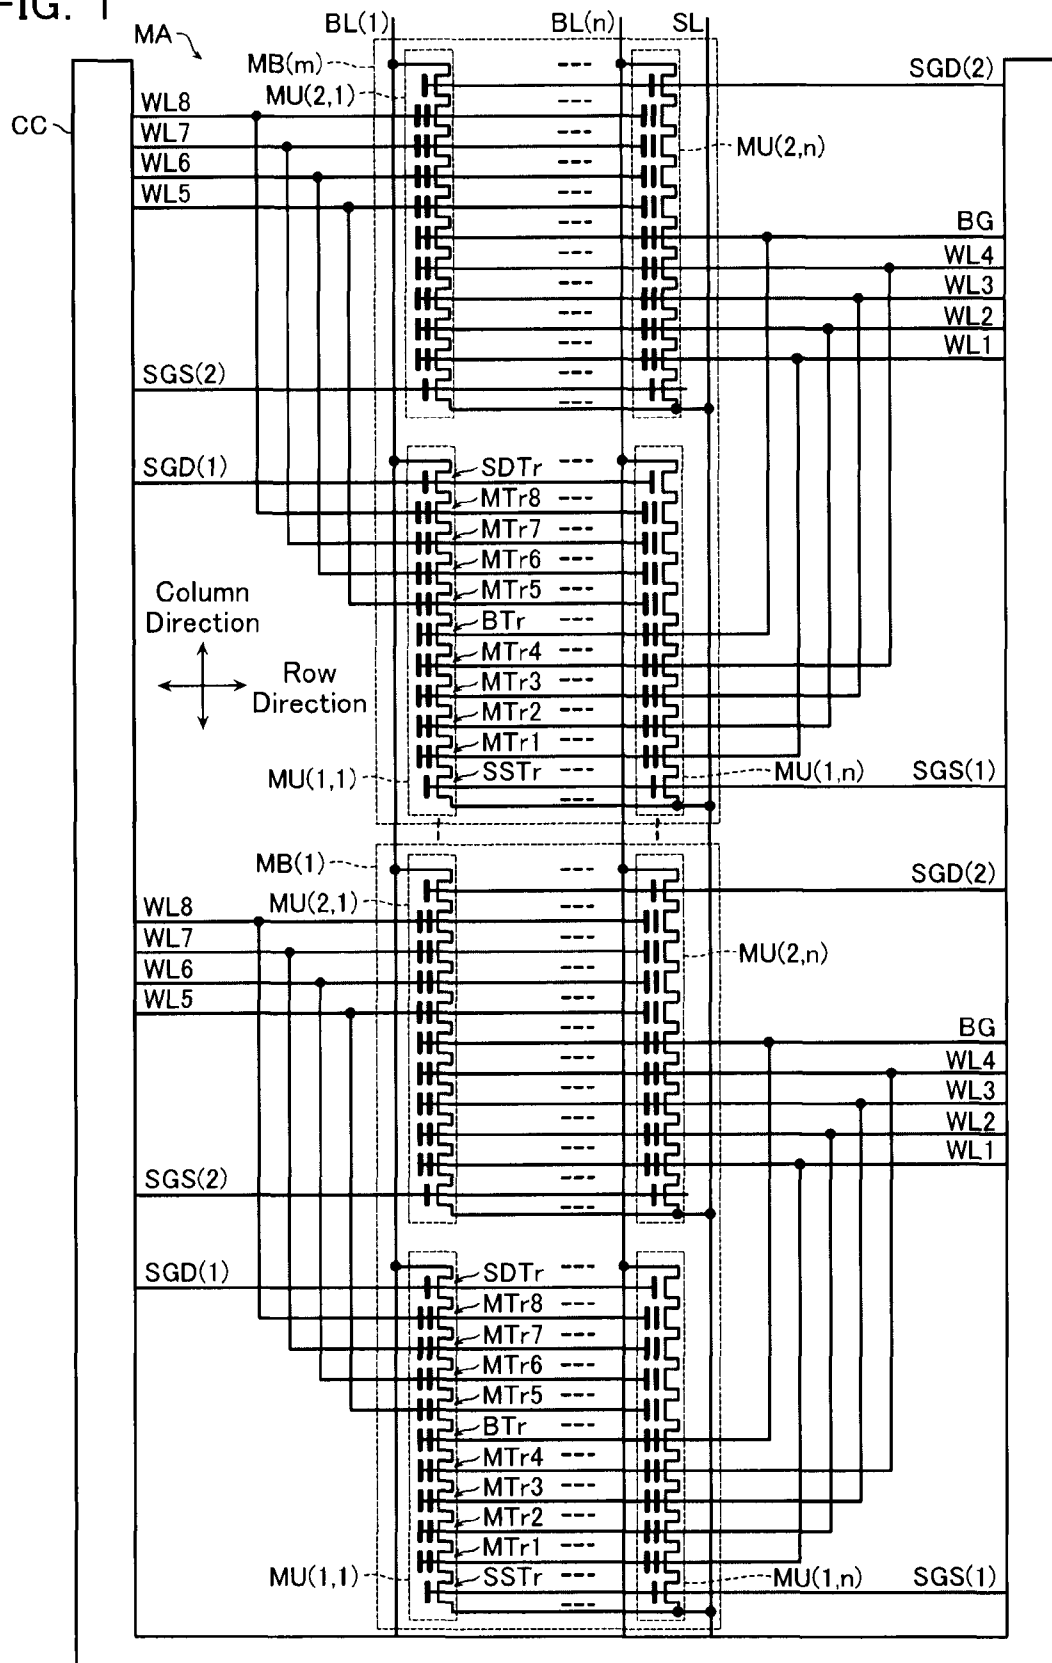 FIG. 1
MA
BL(1)
BL(n)
SL
MB(m)
MU(2,1)
SGD(2)
CC
WL8
WL7
MU(2,n)
WL6
WL5
BG
WL4
WL3
WL2
WL1
SGS(2)
SGD(1)
SDTr
MTr8
MTr7
MTr6
MTr5
Column
Direction
BTr
MTr4
Row
Direction
MTr3
MTr2
MTr1
MU(1,1)
SSTr
MU(1,n)
SGS(1)
MB(1)
MU(2,1)
SGD(2)
WL8
WL7
MU(2,n)
WL6
WL5
BG
WL4
WL3
WL2
WL1
SGS(2)
SGD(1)
SDTr
MTr8
MTr7
MTr6
MTr5
BTr
MTr4
MTr3
MTr2
MTr1
MU(1,1)
SSTr
MU(1,n)
SGS(1)